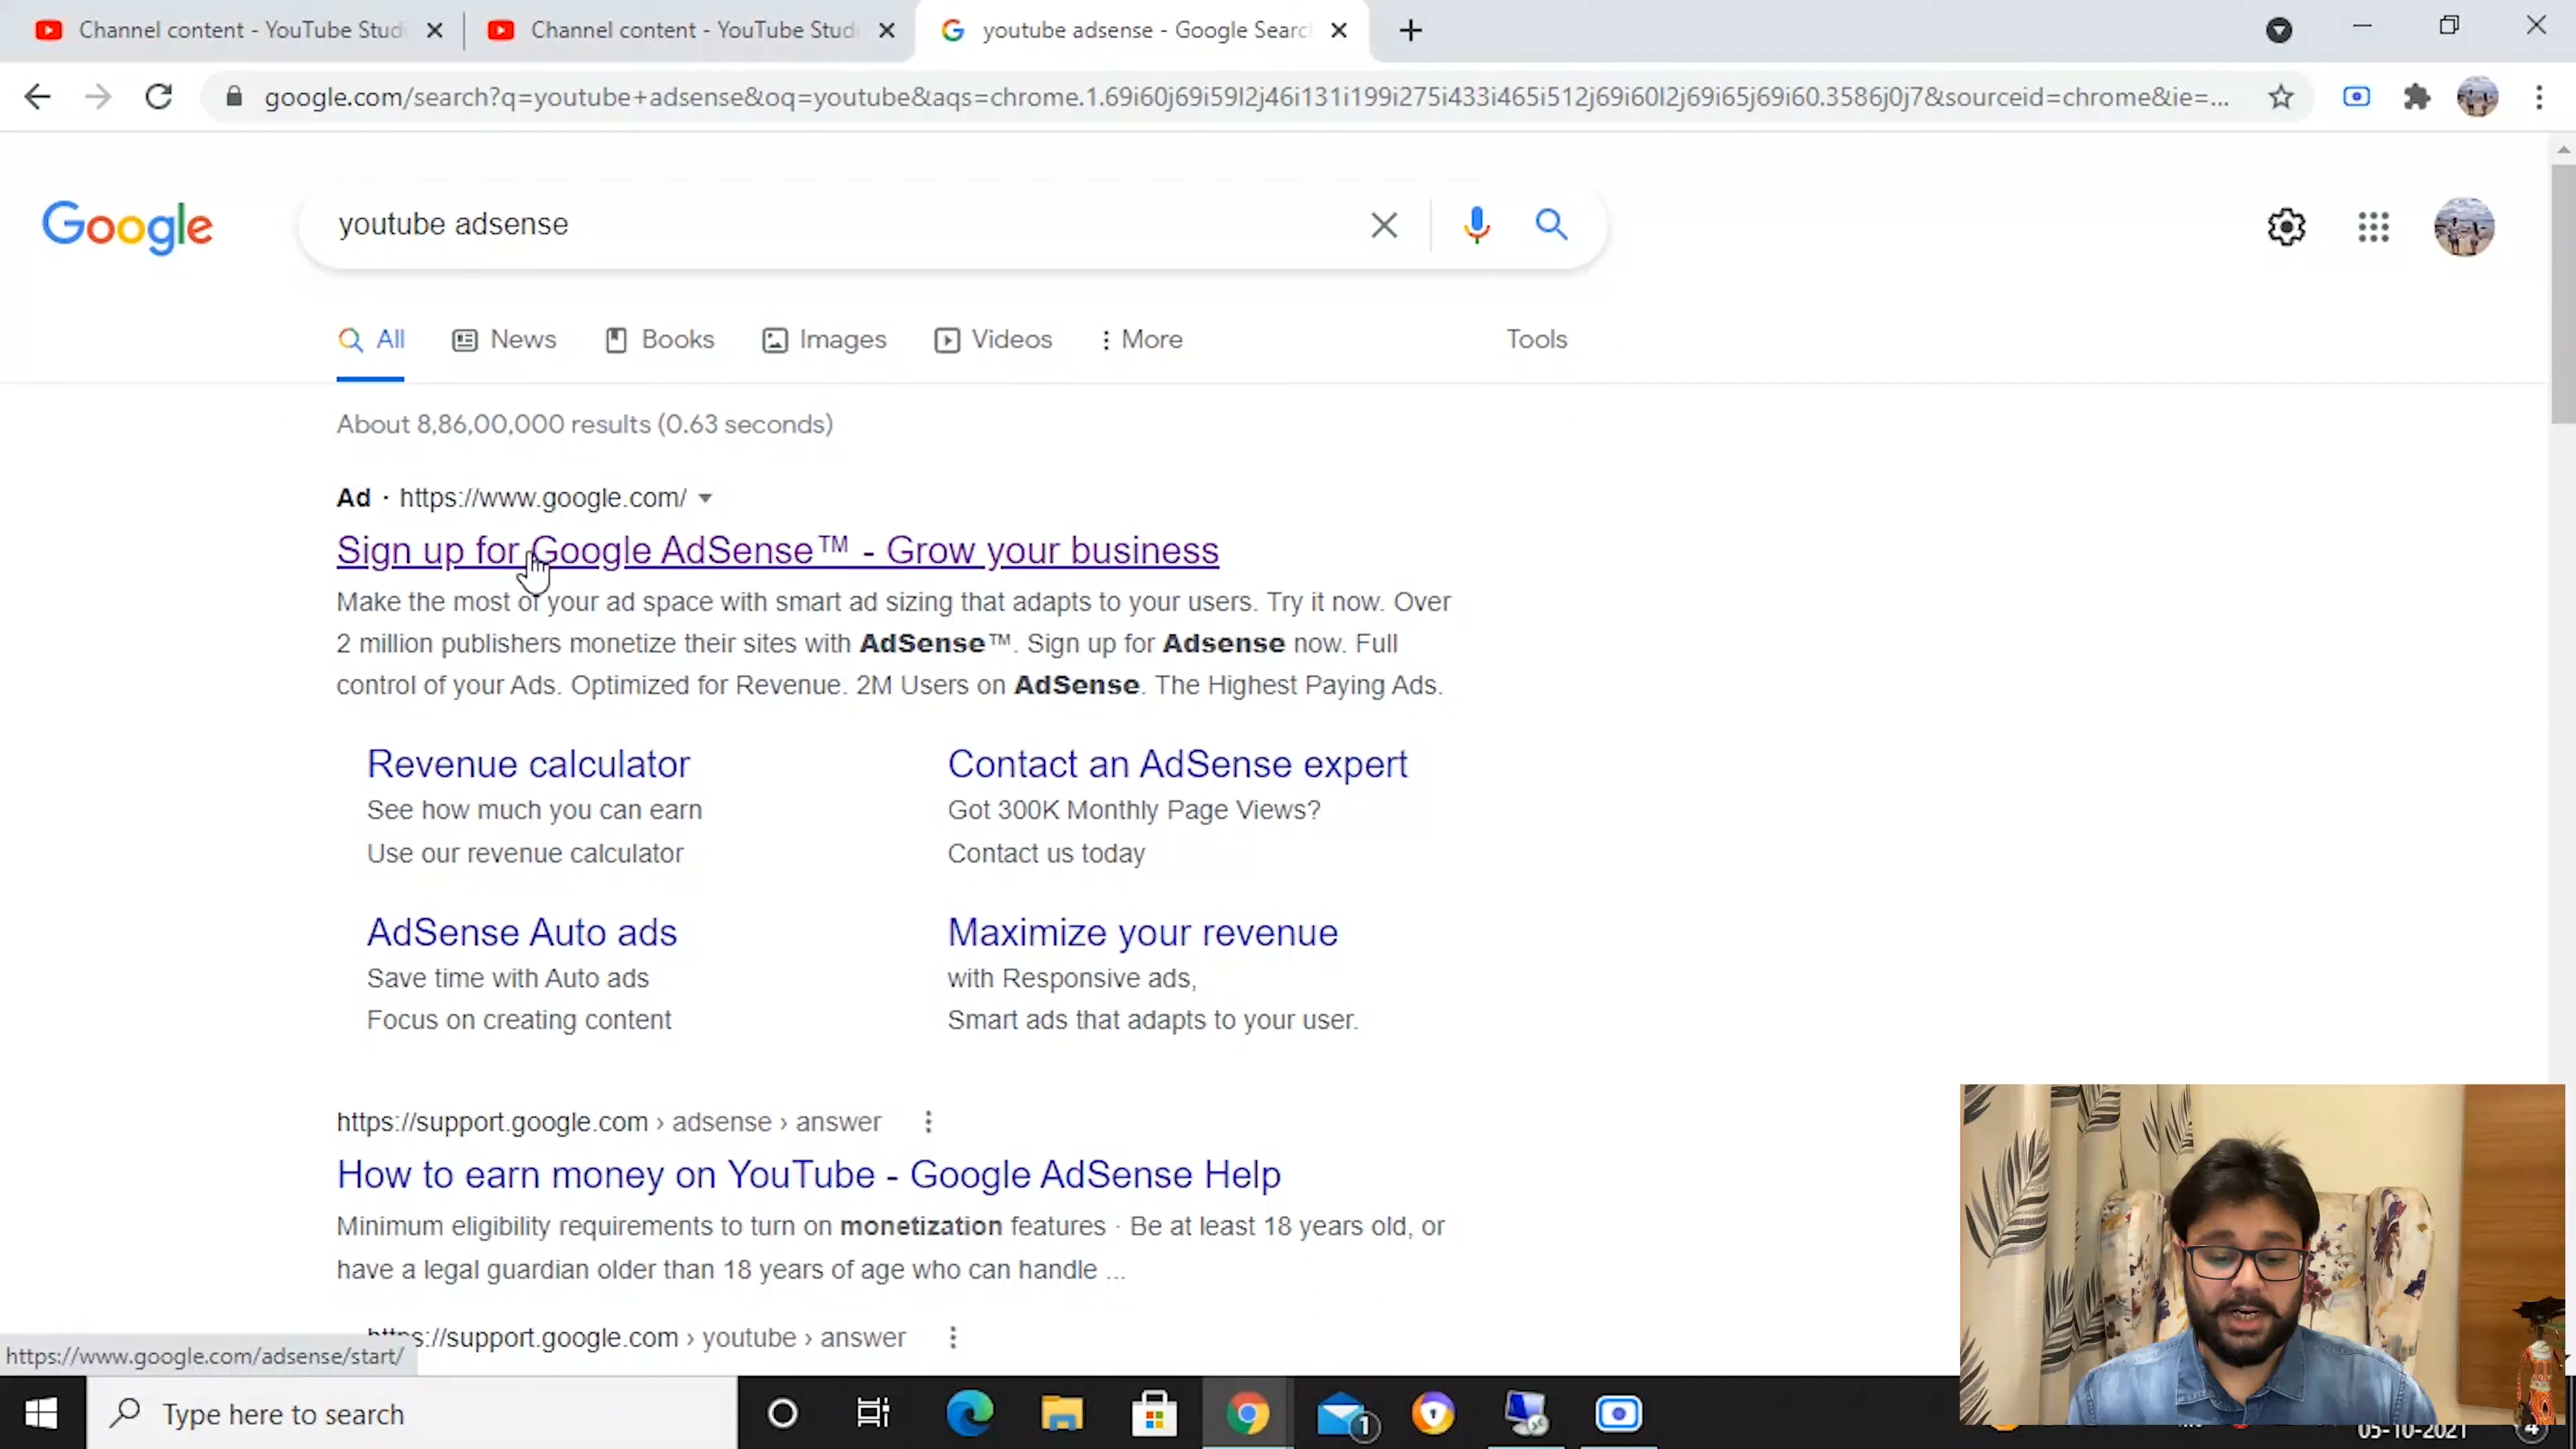 Channel content - YouTube Studi
Channel content - YouTube Studi
youtube adsense - Google Searc
google.com/search?q=youtube+adsense&oq=youtube&aqs=chrome.1.69i60j69i59l2j46i131i199i275i433i465i512j69i60l2j69i65j69i60.3586j0j7&sourceid=chrome&ie=...
Google
youtube adsense
All News Books Images Videos More Tools
About 8,86,00,000 results (0.63 seconds)
Ad · https://www.google.com/
Sign up for Google AdSense™ - Grow your business
Make the most of your ad space with smart ad sizing that adapts to your users. Try it now. Over
2 million publishers monetize their sites with AdSense™. Sign up for Adsense now. Full
control of your Ads. Optimized for Revenue. 2M Users on AdSense. The Highest Paying Ads.
Revenue calculator
See how much you can earn
Use our revenue calculator
Contact an AdSense expert
Got 300K Monthly Page Views?
Contact us today
AdSense Auto ads
Save time with Auto ads
Focus on creating content
Maximize your revenue
with Responsive ads,
Smart ads that adapts to your user.
https://support.google.com › adsense › answer
How to earn money on YouTube - Google AdSense Help
Minimum eligibility requirements to turn on monetization features · Be at least 18 years old, or
have a legal guardian older than 18 years of age who can handle ...
https://support.google.com › youtube › answer
https://www.google.com/adsense/start/
Type here to search
1
05-10-2021
4